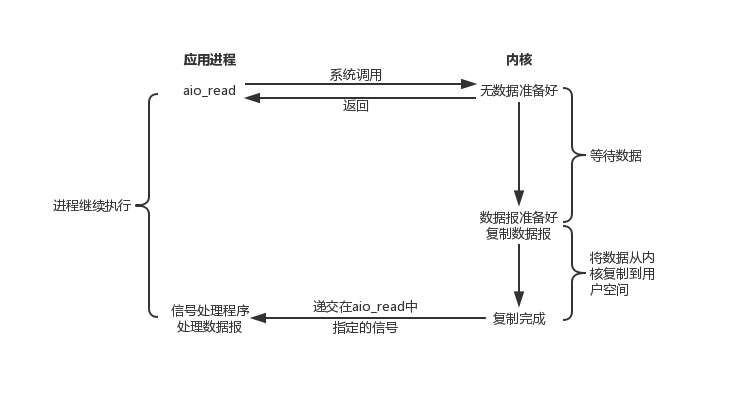 应用进程
内核
系统调用
aio_read
无数据准备好
返回
等待数据
进程继续执行
数据报准备好
复制数据报
将数据从内
核复制到用
户空间
递交在aio_read中
指定的信号
信号处理程序
处理数据报
复制完成